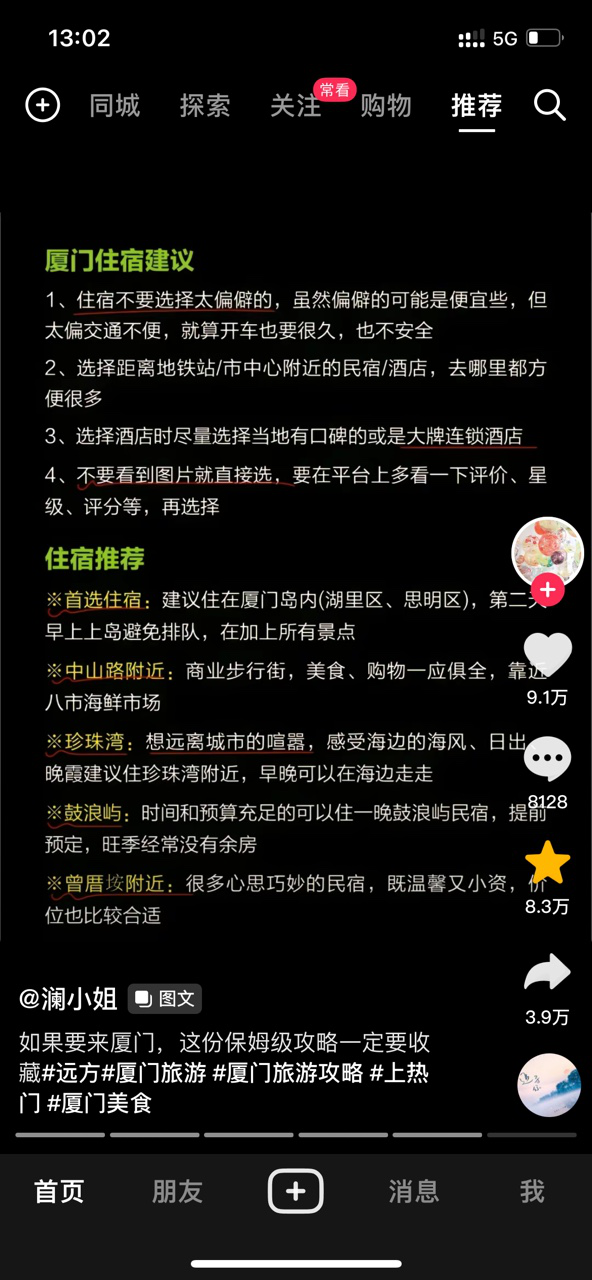 13:02 5G
同城 探索 关注 常看 购物 推荐
厦门住宿建议
1、住宿不要选择太偏僻的，虽然偏僻的可能是便宜些，但
太偏交通不便，就算开车也要很久，也不安全
2、选择距离地铁站/市中心附近的民宿/酒店，去哪里都方
便很多
3、选择酒店时尽量选择当地有口碑的或是大牌连锁酒店
4、不要看到图片就直接选，要在平台上多看一下评价、星
级、评分等，再选择
住宿推荐
※首选住宿：建议住在厦门岛内(湖里区、思明区)，第二天
早上上岛避免排队，在加上所有景点
※中山路附近：商业步行街，美食、购物一应俱全，靠近
八市海鲜市场
9.1万
※珍珠湾：想远离城市的喧嚣，感受海边的海风、日出、
晚霞建议住珍珠湾附近，早晚可以在海边走走
8128
※鼓浪屿：时间和预算充足的可以住一晚鼓浪屿民宿，提前
预定，旺季经常没有余房
※曾厝垵附近：很多心思巧妙的民宿，既温馨又小资，价
位也比较合适
8.3万
3.9万
@澜小姐 图文
如果要来厦门，这份保姆级攻略一定要收
藏#远方#厦门旅游 #厦门旅游攻略 #上热
门 #厦门美食
首页 朋友 消息 我